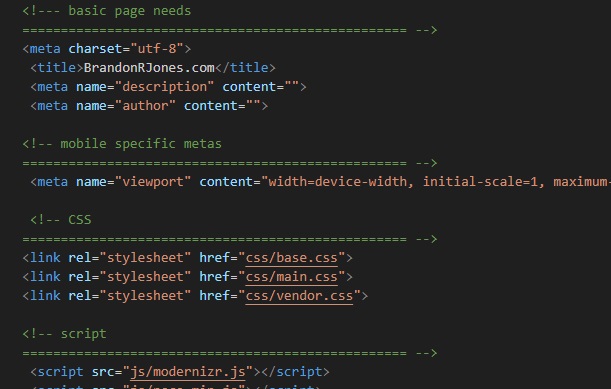 <!--- basic page needs
================================================== -->
<meta charset="utf-8">
<title>BrandonRJones.com</title>
<meta name="description" content="">
<meta name="author" content="">
<!-- mobile specific metas
================================================== -->
<meta name="viewport" content="width=device-width, initial-scale=1, maximum-
<!-- CSS
================================================== -->
<link rel="stylesheet" href="css/base.css">
<link rel="stylesheet" href="css/main.css">
<link rel="stylesheet" href="css/vendor.css">
<!-- script
================================================== -->
<script src="js/modernizr.js"></script>